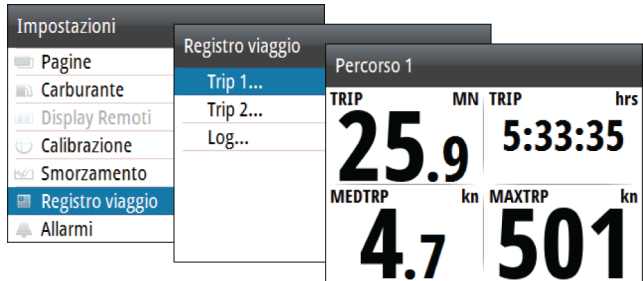 Impostazioni
Pagine
Carburante
Display Remoti
Calibrazione
Smorzamento
Registro viaggio
Allarmi
Registro viaggio
Trip 1...
Trip 2...
Log...
Percorso 1
TRIP MN TRIP hrs
25.9 5:33:35
MEDTRP kn MAXTRP kn
4.7 501